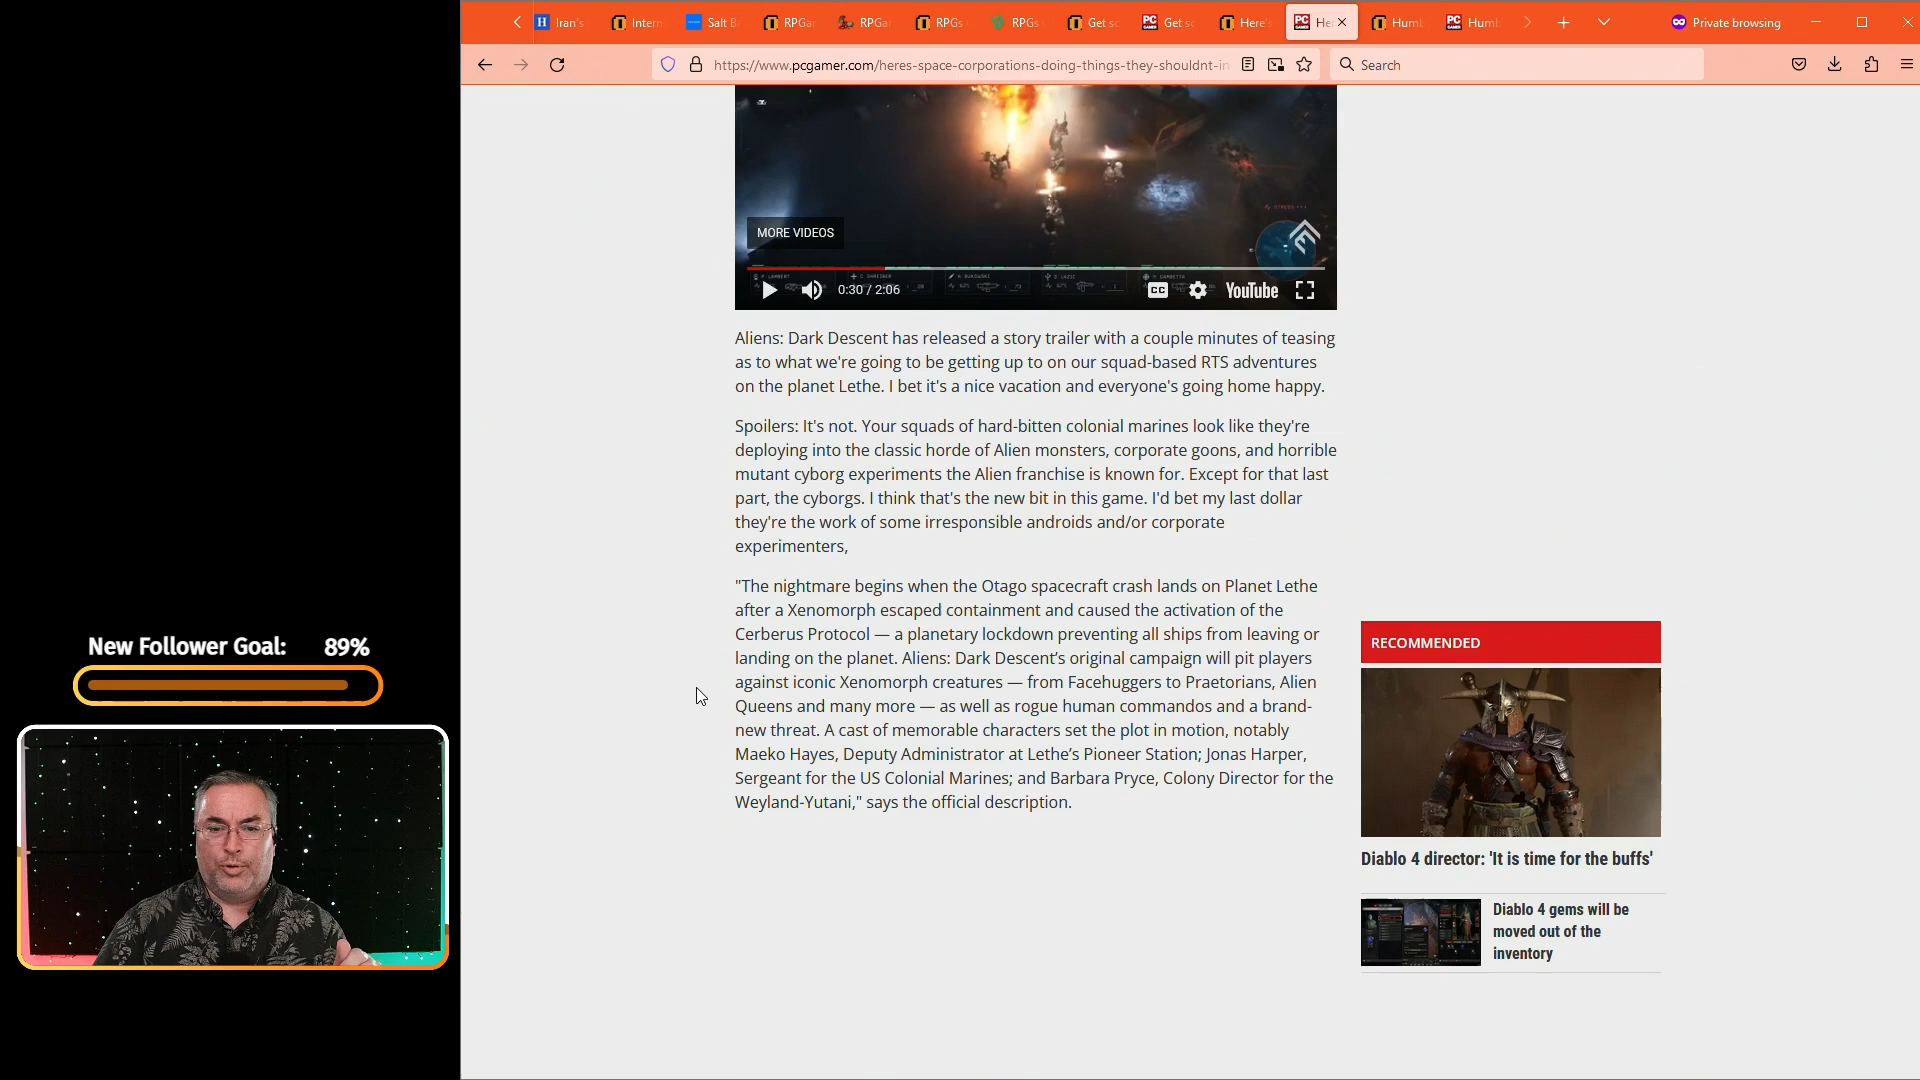 Iran's
Intern
Salt B
RPGa
RPGa
RPGs
RPGs
Get sc
PC GAMER
Get sc
Here's
PC GAMER
He
Humb
PC GAMER
Humb
Private browsing
https://www.pcgamer.com/heres-space-corporations-doing-things-they-shouldnt-in
Search
MORE VIDEOS
0:30 / 2:06
CC
YouTube
Aliens: Dark Descent has released a story trailer with a couple minutes of teasing
as to what we're going to be getting up to on our squad-based RTS adventures
on the planet Lethe. I bet it's a nice vacation and everyone's going home happy.
Spoilers: It's not. Your squads of hard-bitten colonial marines look like they're
deploying into the classic horde of Alien monsters, corporate goons, and horrible
mutant cyborg experiments the Alien franchise is known for. Except for that last
part, the cyborgs. I think that's the new bit in this game. I'd bet my last dollar
they're the work of some irresponsible androids and/or corporate
experimenters,
"The nightmare begins when the Otago spacecraft crash lands on Planet Lethe
after a Xenomorph escaped containment and caused the activation of the
Cerberus Protocol — a planetary lockdown preventing all ships from leaving or
landing on the planet. Aliens: Dark Descent’s original campaign will pit players
against iconic Xenomorph creatures — from Facehuggers to Praetorians, Alien
Queens and many more — as well as rogue human commandos and a brand-
new threat. A cast of memorable characters set the plot in motion, notably
Maeko Hayes, Deputy Administrator at Lethe’s Pioneer Station; Jonas Harper,
Sergeant for the US Colonial Marines; and Barbara Pryce, Colony Director for the
Weyland-Yutani," says the official description.
RECOMMENDED
Diablo 4 director: 'It is time for the buffs'
Diablo 4 gems will be
moved out of the
inventory
New Follower Goal: 89%